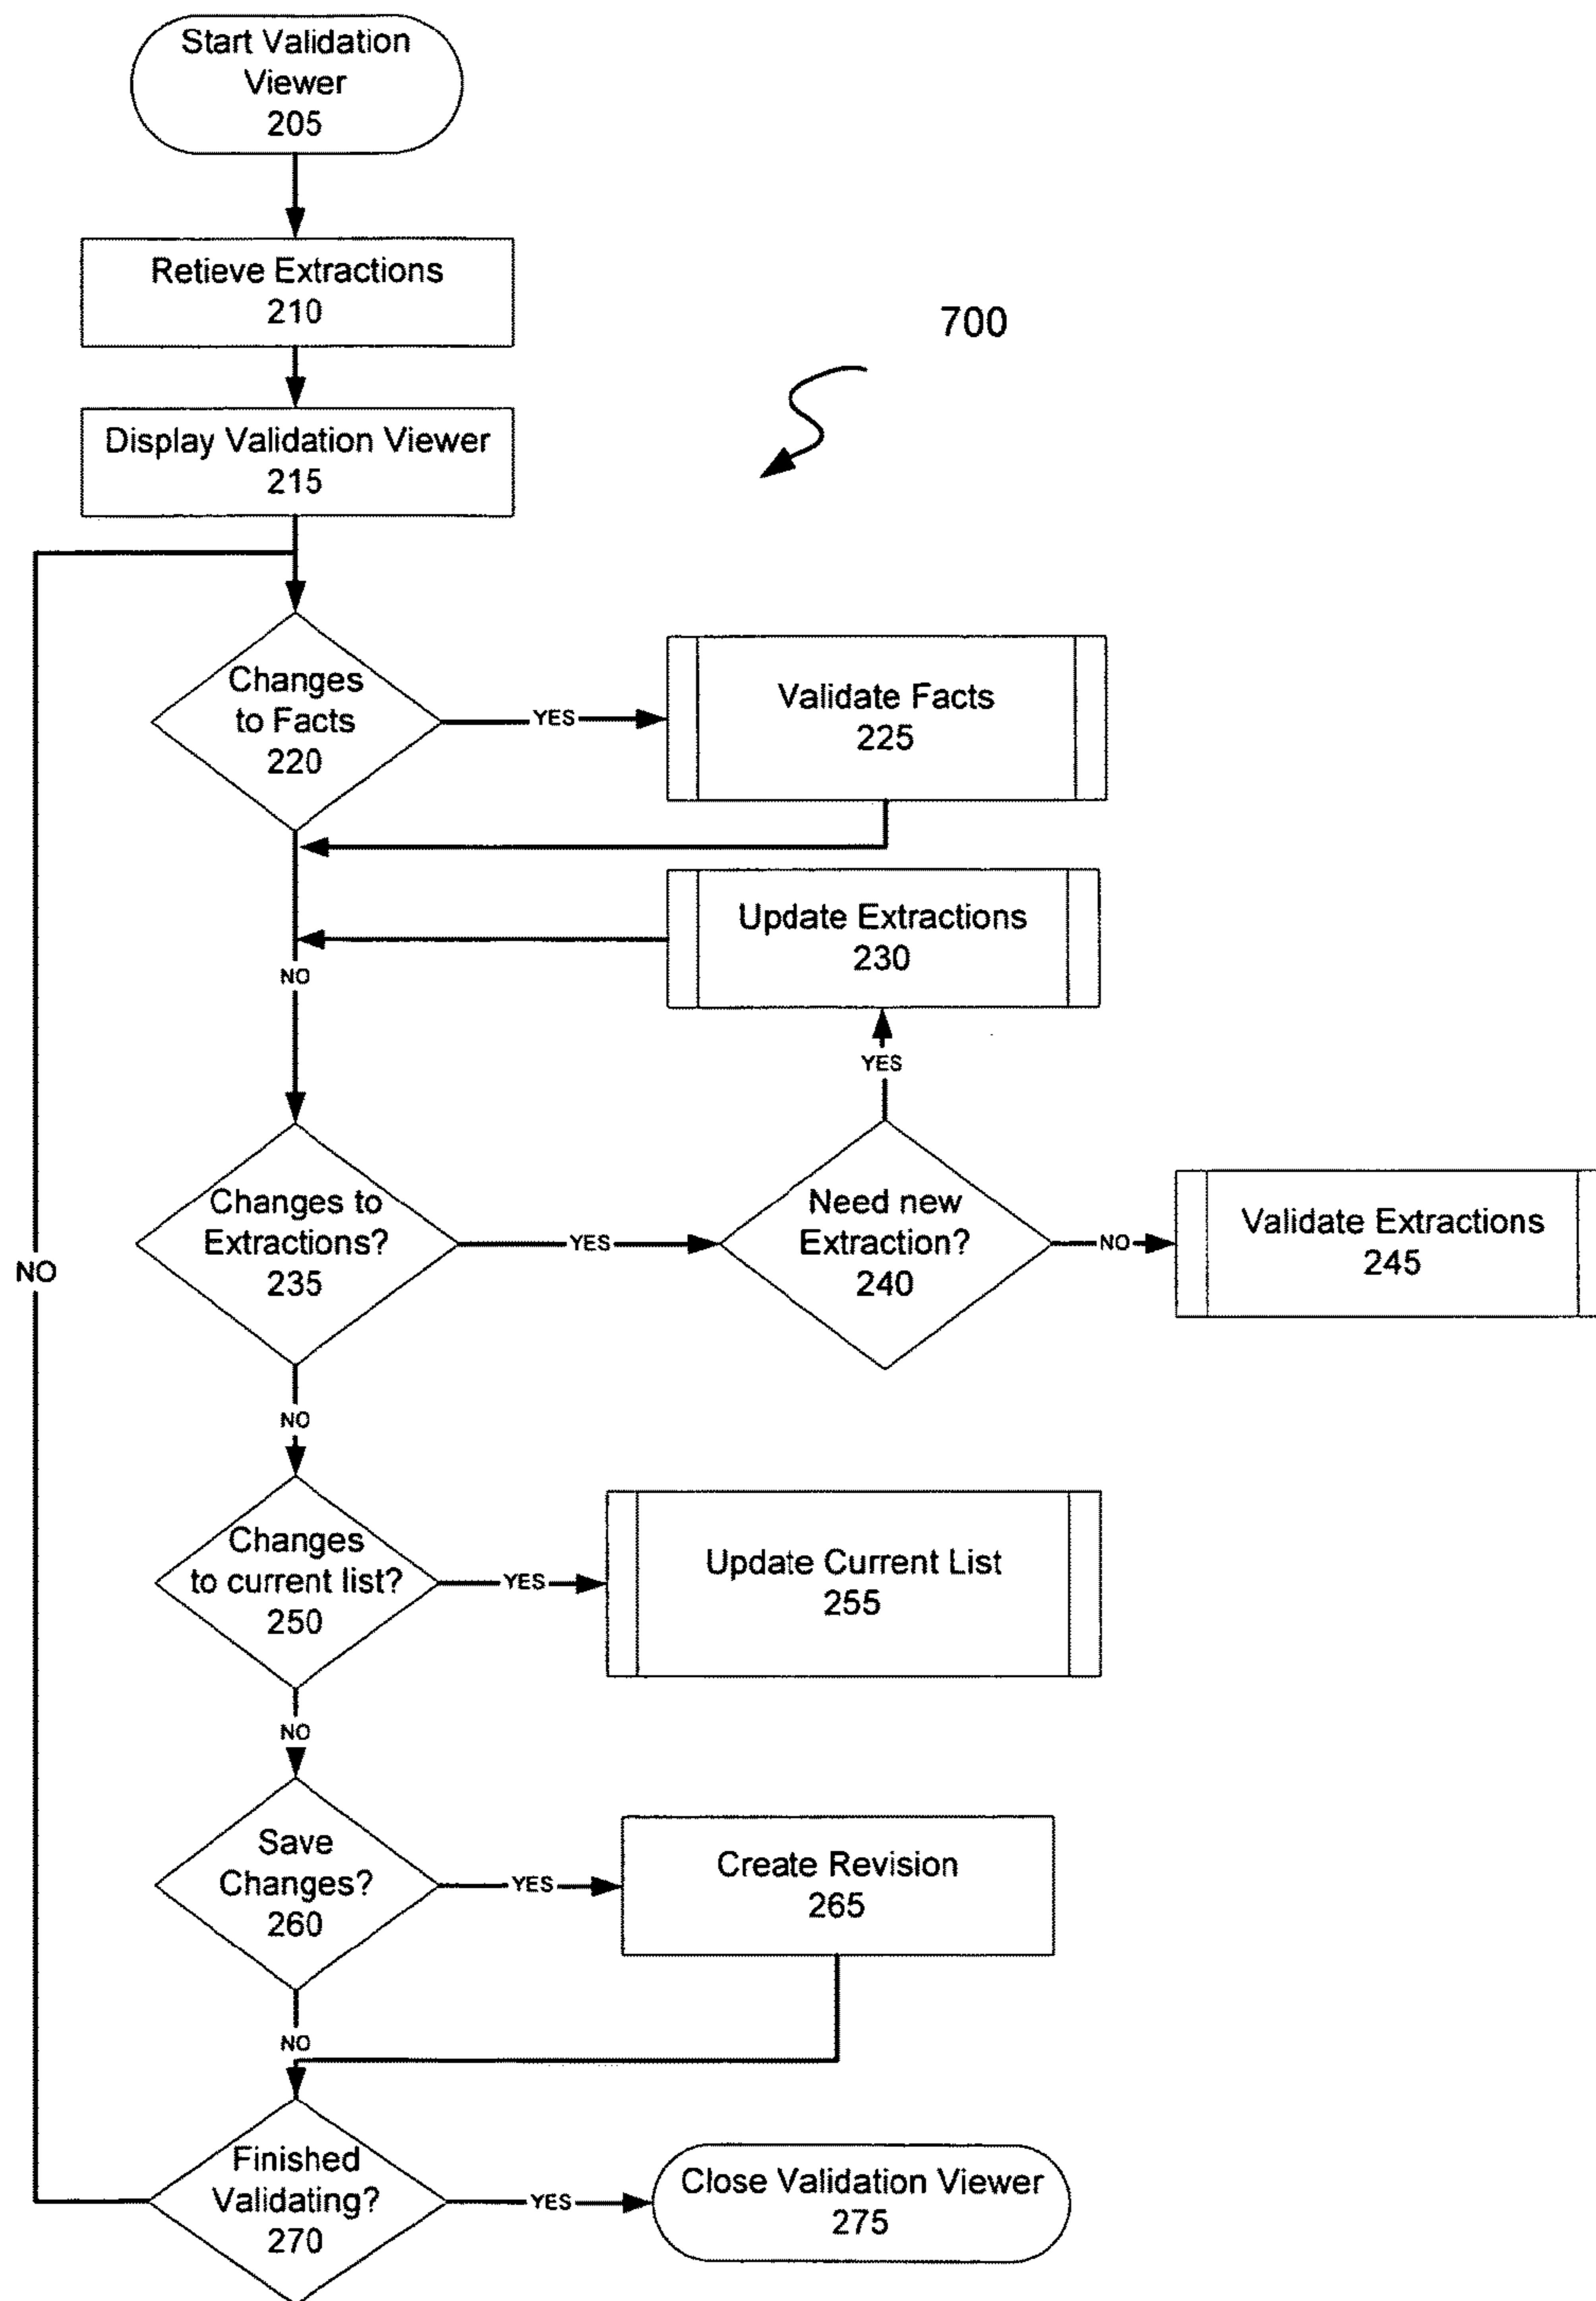 Start Validation
Viewer
205
Retieve Extractions
210
700
Display Validation Viewer
215
Changes
to Facts
220
YES
Validate Facts
225
Update Extractions
230
NO
YES
Changes to
Extractions?
235
YES
Need new
Extraction?
240
NO
Validate Extractions
245
NO
NO
Changes
to current list?
250
YES
Update Current List
255
NO
Save
Changes?
260
YES
Create Revision
265
NO
Finished
Validating?
270
YES
Close Validation Viewer
275